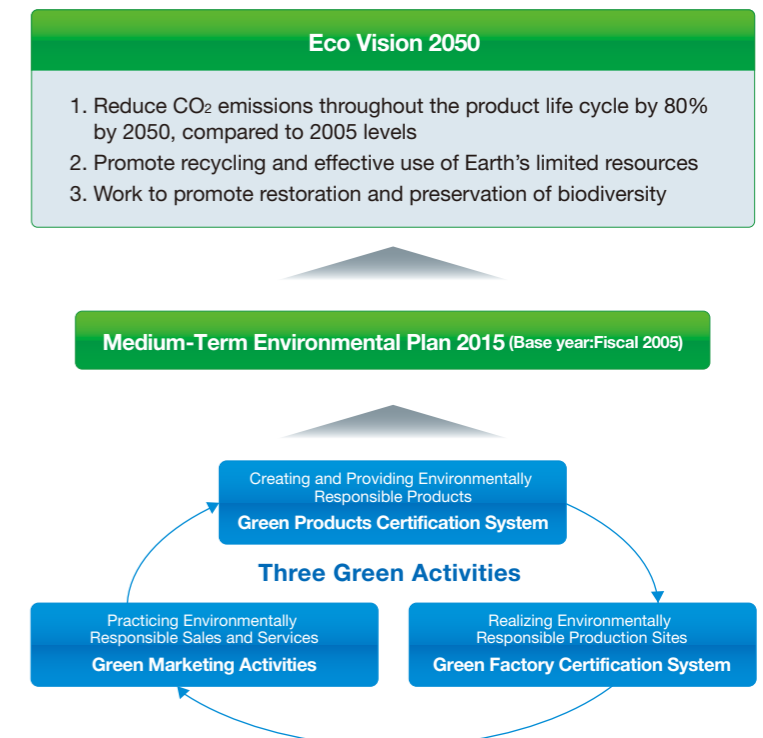 Eco Vision 2050
1. Reduce CO₂ emissions throughout the product life cycle by 80%
by 2050, compared to 2005 levels
2. Promote recycling and effective use of Earth's limited resources
3. Work to promote restoration and preservation of biodiversity
Medium-Term Environmental Plan 2015 (Base year:Fiscal 2005)
Creating and Providing Environmentally
Responsible Products
Green Products Certification System
Three Green Activities
Practicing Environmentally
Responsible Sales and Services
Green Marketing Activities
Realizing Environmentally
Responsible Production Sites
Green Factory Certification System